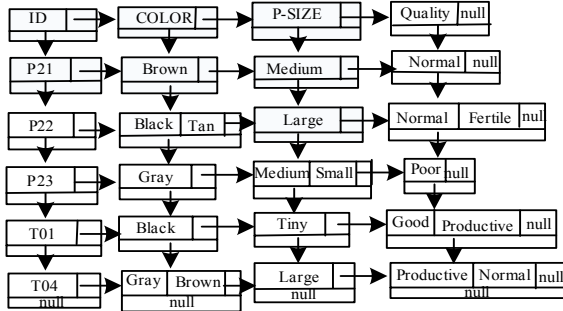 ID COLOR P-SIZE Quality null
P21 Brown Medium Normal null
P22 Black Tan Large Normal Fertile null
P23 Gray Medium Small Poor null
T01 Black Tiny Good Productive null
T04 Gray Brown Large Productive Normal null
null null null null